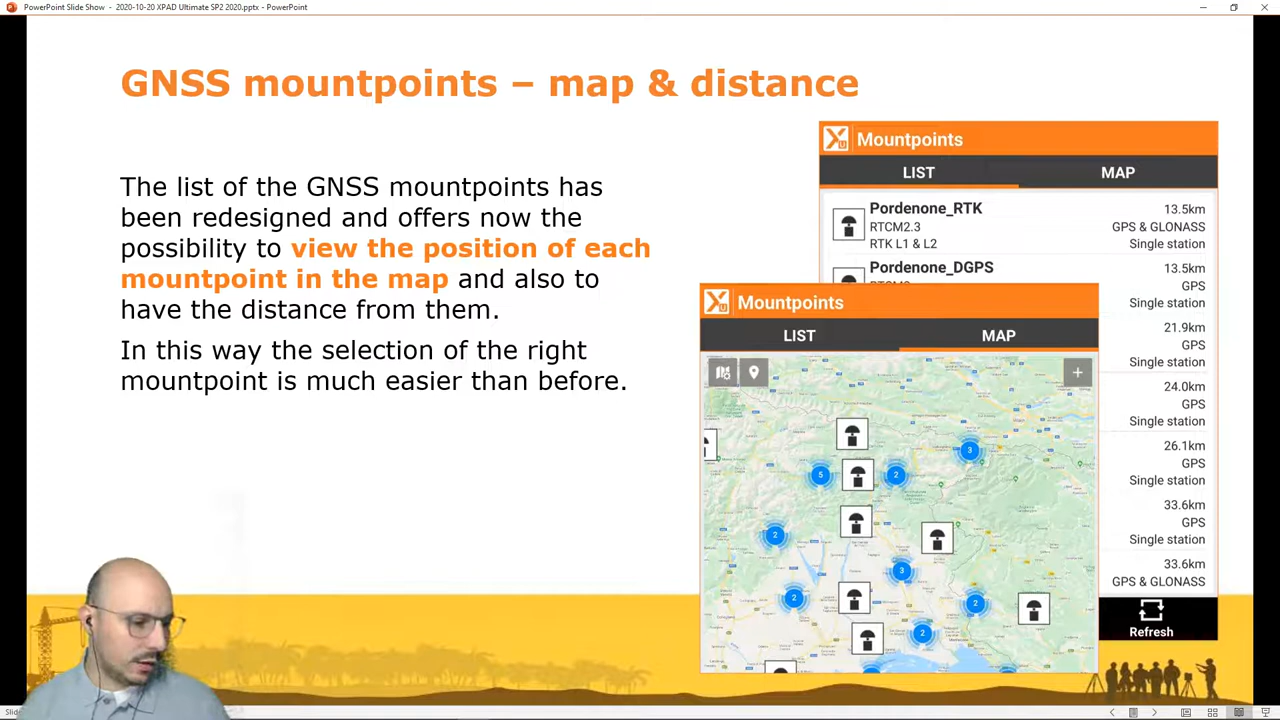 PowerPoint Slide Show - 2020-10-20 XPAD Ultimate SP2 2020.pptx - PowerPoint
GNSS mountpoints – map & distance
The list of the GNSS mountpoints has
been redesigned and offers now the
possibility to view the position of each
mountpoint in the map and also to
have the distance from them.
In this way the selection of the right
mountpoint is much easier than before.
Mountpoints
LIST MAP
Pordenone_RTK 13.5km
RTCM2.3 GPS & GLONASS
RTK L1 & L2 Single station
Pordenone_DGPS 13.5km
GPS
Single station
21.9km
GPS
Single station
24.0km
GPS
Single station
26.1km
GPS
Single station
33.6km
GPS
Single station
33.6km
GPS & GLONASS
Refresh
Mountpoints
LIST MAP
3
5
2
2
3
2
2
2